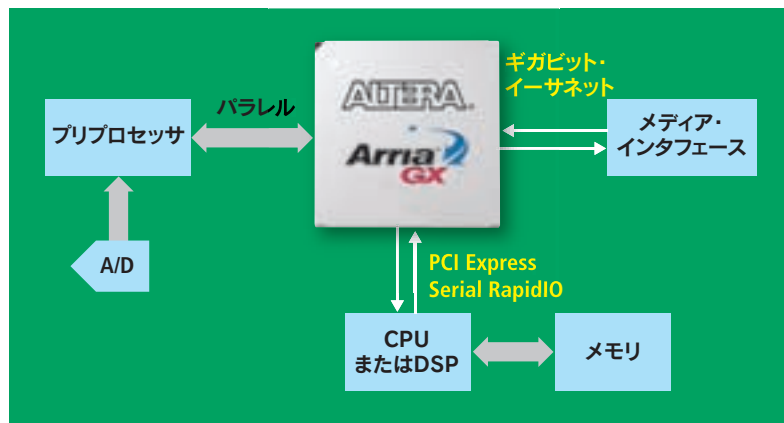 ギガビット・
イーサネット
ALTERA®
Arria
GX
パラレル
プリプロセッサ
メディア・
インタフェース
A/D
PCI Express
Serial RapidIO
CPU
またはDSP
メモリ